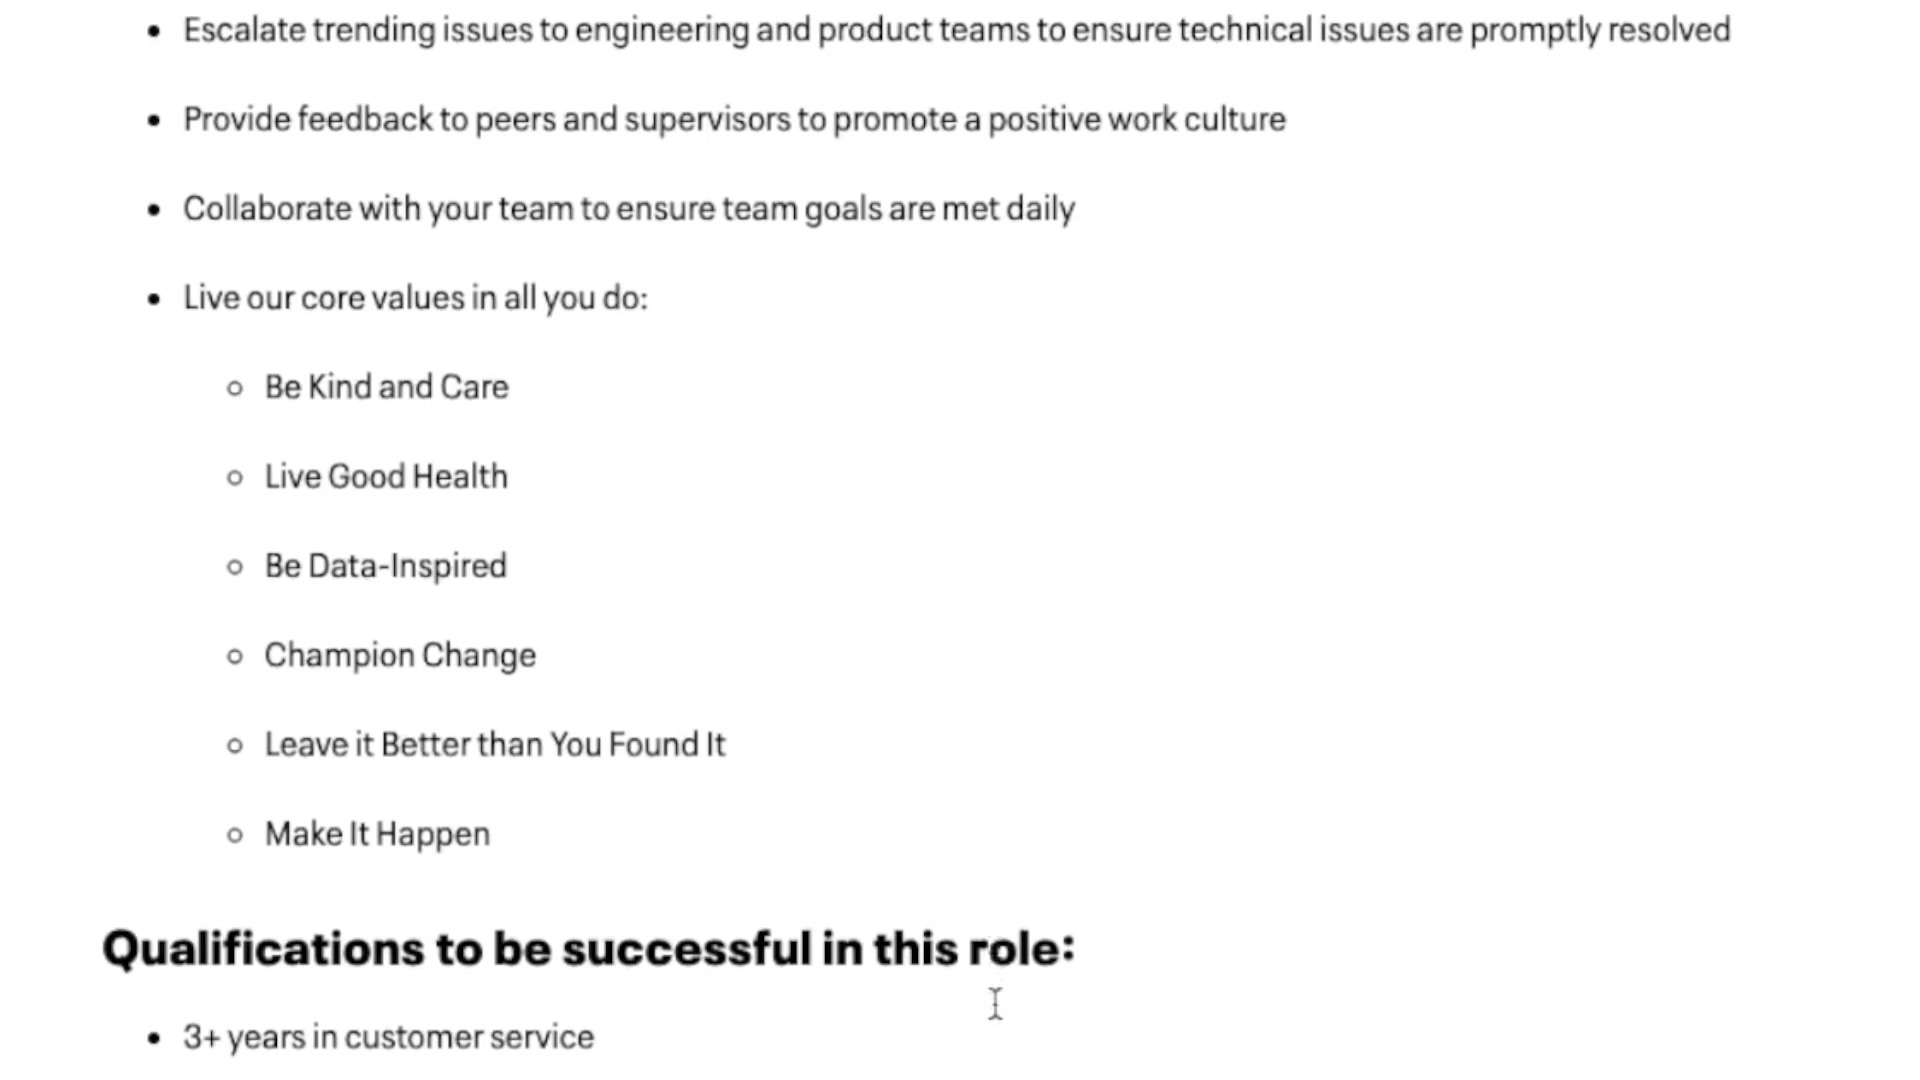 • Escalate trending issues to engineering and product teams to ensure technical issues are promptly resolved
• Provide feedback to peers and supervisors to promote a positive work culture
• Collaborate with your team to ensure team goals are met daily
• Live our core values in all you do:
○ Be Kind and Care
○ Live Good Health
○ Be Data-Inspired
○ Champion Change
○ Leave it Better than You Found It
○ Make It Happen
Qualifications to be successful in this role:
• 3+ years in customer service